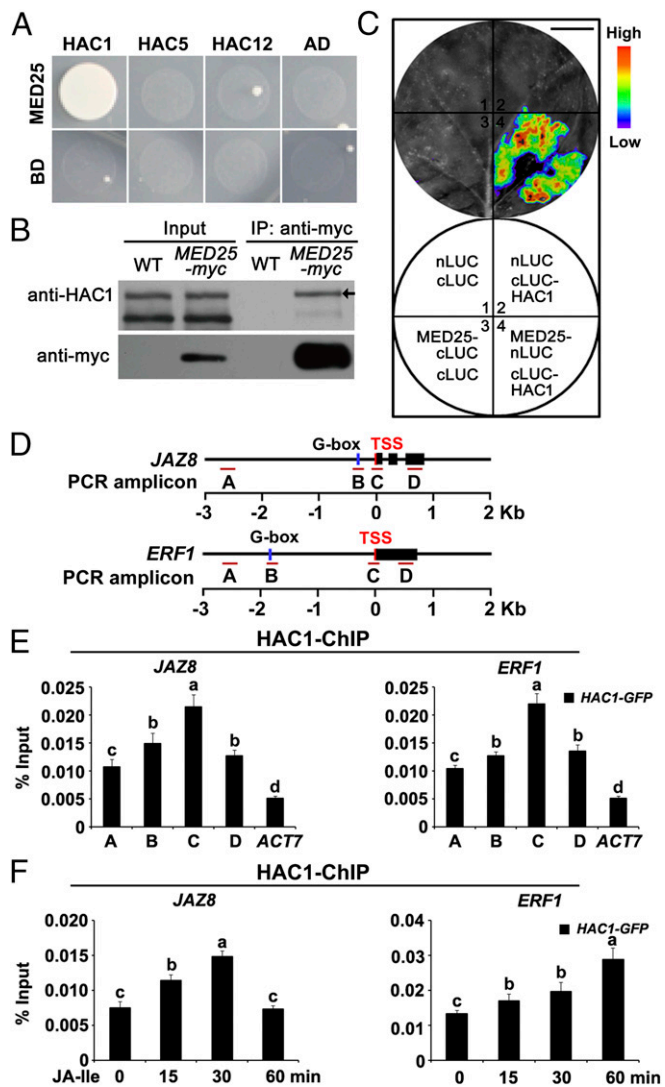 A
HAC1 HAC5 HAC12 AD
MED25
BD
B
Input IP: anti-myc
WT MED25 -myc WT MED25 -myc
anti-HAC1
anti-myc
C
High
Low
1 2
3 4
nLUC nLUC
cLUC cLUC-
HAC1
1 2
3 4
MED25- MED25-
cLUC nLUC
cLUC cLUC-
HAC1
D
G-box TSS
JAZ8
PCR amplicon A B C D
-3 -2 -1 0 1 2 Kb
G-box TSS
ERF1
PCR amplicon A B C D
-3 -2 -1 0 1 2 Kb
E
HAC1-ChIP
JAZ8 ERF1
HAC1-GFP
% Input
0.025 0.025
0.020 0.020
0.015 0.015
0.010 0.010
0.005 0.005
0 0
c b a b d c b a b d
A B C D ACT7 A B C D ACT7
F
HAC1-ChIP
JAZ8 ERF1
HAC1-GFP
% Input
0.020 0.04
0.015 0.03
0.010 0.02
0.005 0.01
0 0
c b a c c b b a
JA-Ile 0 15 30 60 min 0 15 30 60 min